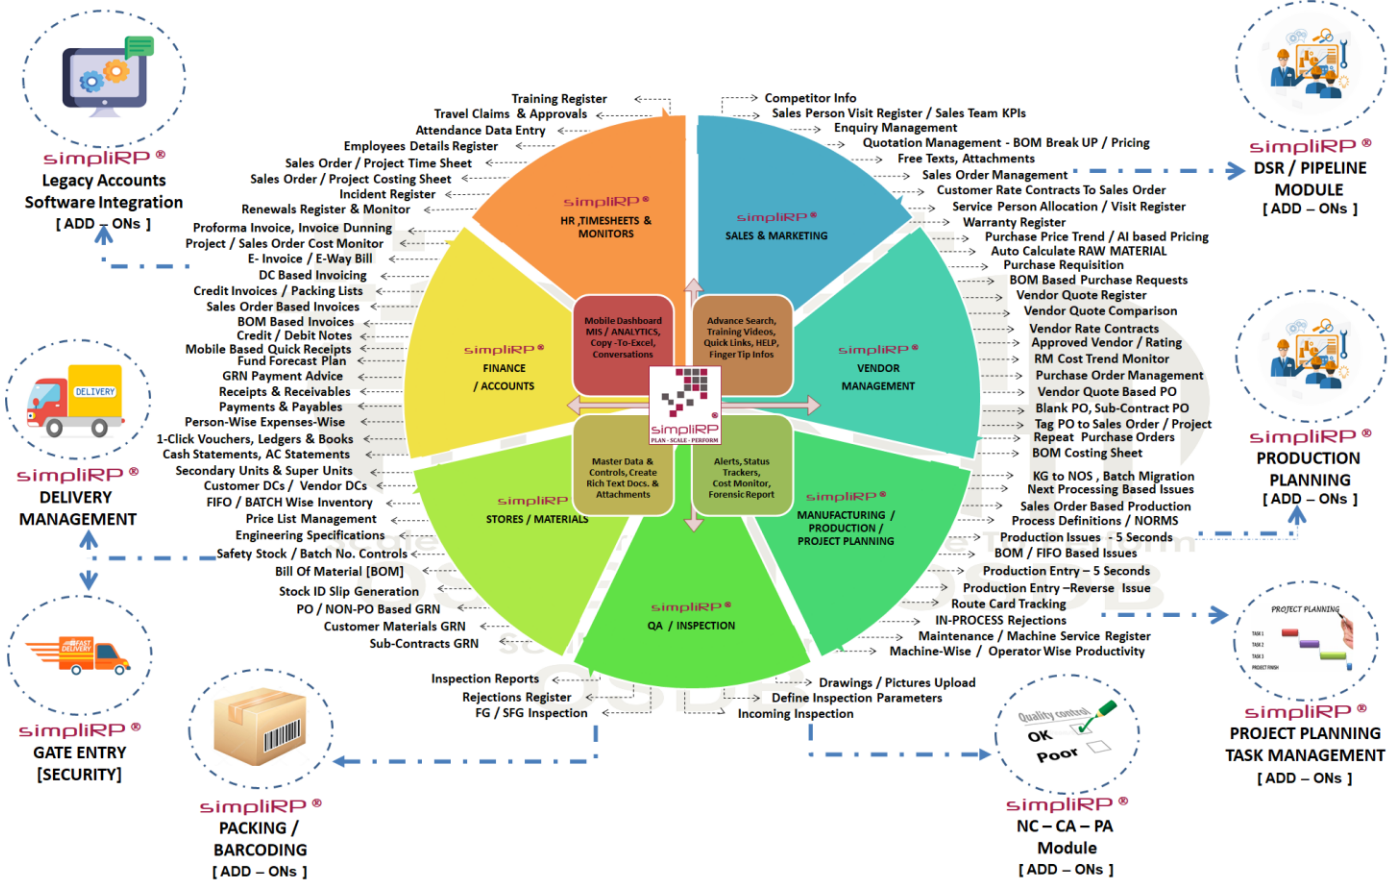 simpliRP ®
Legacy Accounts
Software Integration
[ ADD – ONs ]
DELIVERY
simpliRP ®
DELIVERY
MANAGEMENT
FAST
DELIVERY
simpliRP ®
GATE ENTRY
[SECURITY]
simpliRP ®
PACKING /
BARCODING
[ ADD – ONs ]
Training Register
Travel Claims & Approvals
Attendance Data Entry
Employees Details Register
Sales Order / Project Time Sheet
Sales Order / Project Costing Sheet
Incident Register
Renewals Register & Monitor
Proforma Invoice, Invoice Dunning
Project / Sales Order Cost Monitor
E- Invoice / E-Way Bill
DC Based Invoicing
Credit Invoices / Packing Lists
Sales Order Based Invoices
BOM Based Invoices
Credit / Debit Notes
Mobile Based Quick Receipts
Fund Forecast Plan
GRN Payment Advice
Receipts & Receivables
Payments & Payables
Person-Wise Expenses-Wise
1-Click Vouchers, Ledgers & Books
Cash Statements, AC Statements
Secondary Units & Super Units
Customer DCs / Vendor DCs
FIFO / BATCH Wise Inventory
Price List Management
Engineering Specifications
Safety Stock / Batch No. Controls
Bill Of Material [BOM]
Stock ID Slip Generation
PO / NON-PO Based GRN
Customer Materials GRN
Sub-Contracts GRN
Inspection Reports
Rejections Register
FG / SFG Inspection
simpliRP ®
HR ,TIMESHEETS &
MONITORS
simpliRP ®
SALES & MARKETING
simpliRP ®
FINANCE
/ ACCOUNTS
simpliRP ®
VENDOR
MANAGEMENT
simpliRP
STORES / MATERIALS
simpliRP ®
MANUFACTURING /
PRODUCTION /
PROJECT PLANNING
simpliRP ®
QA / INSPECTION
Mobile Dashboard
MIS / ANALYTICS,
Copy -To-Excel,
Conversations
Advance Search,
Training Videos,
Quick Links, HELP,
Finger Tip Infos
Master Data &
Controls, Create
Rich Text Docs. &
Attachments
Alerts, Status
Trackers,
Cost Monitor,
Forensic Report
®
simpliRP
PLAN - SCALE - PERFORM
Competitor Info
Sales Person Visit Register / Sales Team KPIs
Enquiry Management
Quotation Management - BOM Break UP / Pricing
Free Texts, Attachments
Sales Order Management
Customer Rate Contracts To Sales Order
Service Person Allocation / Visit Register
Warranty Register
Purchase Price Trend / AI based Pricing
Auto Calculate RAW MATERIAL
Purchase Requisition
BOM Based Purchase Requests
Vendor Quote Register
Vendor Quote Comparison
Vendor Rate Contracts
Approved Vendor / Rating
RM Cost Trend Monitor
Purchase Order Management
Vendor Quote Based PO
Blank PO, Sub-Contract PO
Tag PO to Sales Order / Project
Repeat Purchase Orders
BOM Costing Sheet
KG to NOS , Batch Migration
Next Processing Based Issues
Sales Order Based Production
Process Definitions / NORMS
Production Issues - 5 Seconds
BOM / FIFO Based Issues
Production Entry – 5 Seconds
Production Entry –Reverse Issue
Route Card Tracking
IN-PROCESS Rejections
Maintenance / Machine Service Register
Machine-Wise / Operator Wise Productivity
Drawings / Pictures Upload
Define Inspection Parameters
Incoming Inspection
simpliRP ®
DSR / PIPELINE
MODULE
[ ADD – ONs ]
simpliRP ®
PRODUCTION
PLANNING
[ ADD – ONs ]
PROJECT PLANNING
TASK 1
TASK 2
TASK 3
PROJECT FINISH
simpliRP ®
PROJECT PLANNING
TASK MANAGEMENT
[ ADD – ONs ]
Quality control
OK
Poor
simpliRP ®
NC – CA – PA
Module
[ ADD – ONs ]